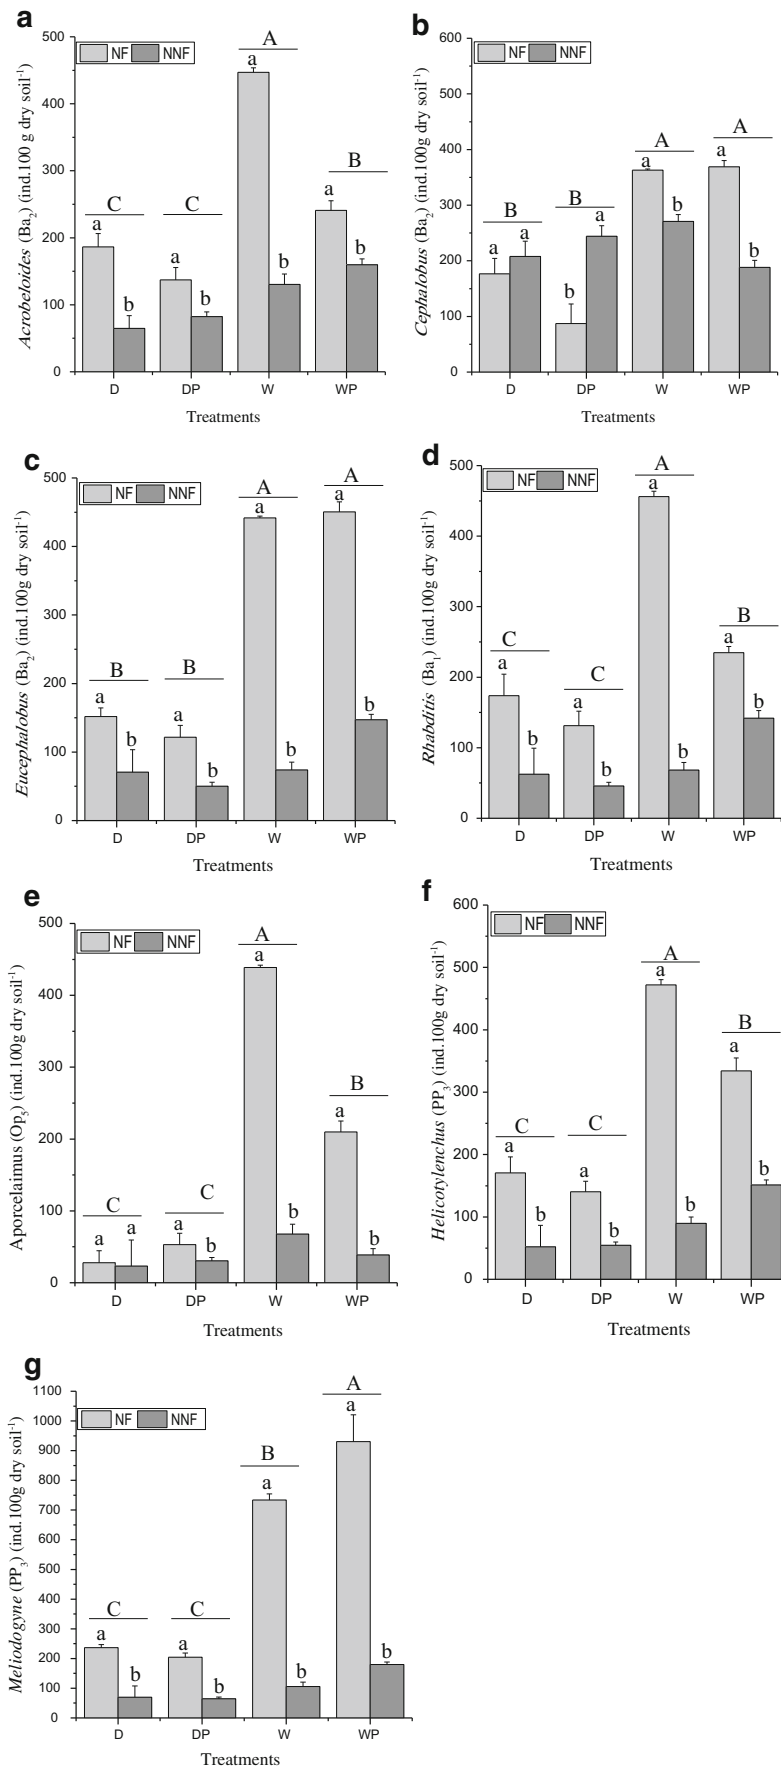 a
500
NF NNF
A
a
400
300
B
a
C
C
200
a
a
b
b
100
b
b
0
D DP W WP
Treatments
Acrobeloides (Ba₂) (ind.100 g dry soil⁻¹)
b
600
NF NNF
500
A
A
400
a
a
B
B
300
a
a
a
b
200
b
b
100
0
D DP W WP
Treatments
Cephalobus (Ba₂) (ind.100g dry soil⁻¹)
c
500
NF NNF
A
A
a
a
400
300
B
B
200
a
a
b
b
100
b
b
0
D DP W WP
Treatments
Eucephalobus (Ba₂) (ind.100g dry soil⁻¹)
d
500
NF NNF
A
a
400
300
B
C
a
C
200
a
a
b
b
b
100
b
0
D DP W WP
Treatments
Rhabditis (Ba₁) (ind.100g dry soil⁻¹)
e
500
NF NNF
A
a
400
300
B
a
200
C
C
100
a
a
a
b
b
b
0
D DP W WP
Treatments
Aporcelaimus (Op₅) (ind.100g dry soil⁻¹)
f
600
NF NNF
500
A
a
400
B
a
300
C
C
a
a
200
b
b
b
b
100
0
D DP W WP
Treatments
Helicotylenchus (PP₃) (ind.100g dry soil⁻¹)
g
1100
1000
NF NNF
A
a
900
B
800
a
700
600
500
400
C
C
300
a
a
200
b
b
b
b
100
0
D DP W WP
Treatments
Meliodogyne (PP₃) (ind.100g dry soil⁻¹)